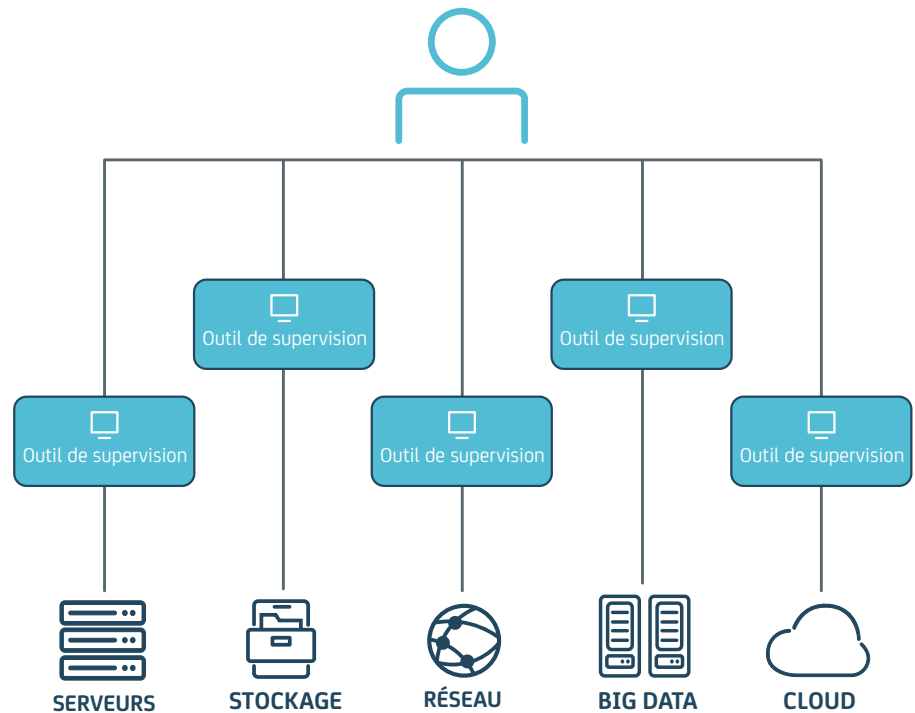 Outil de supervision
Outil de supervision
Outil de supervision
Outil de supervision
Outil de supervision
SERVEURS
STOCKAGE
RÉSEAU
BIG DATA
CLOUD